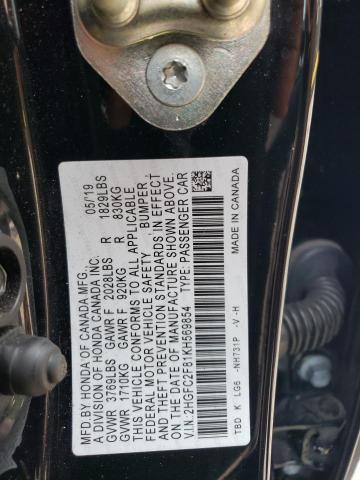 MFD. BY HONDA OF CANADA MFG. 05/19
A DIVISION OF HONDA CANADA INC.
GVWR 3789LBS GAWR F 2028LBS R 1829LBS
GVWR 1710KG GAWR F 920KG R 830KG
THIS VEHICLE CONFORMS TO ALL APPLICABLE
FEDERAL MOTOR VEHICLE SAFETY BUMPER,
AND THEFT PREVENTION STANDARDS IN EFFECT
ON THE DATE OF MANUFACTURE SHOWN ABOVE.
V.I.N.:2HGFC2F81KH569854 TYPE: PASSENGER CAR
TBD K LG6 -NH731P -V -H MADE IN CANADA